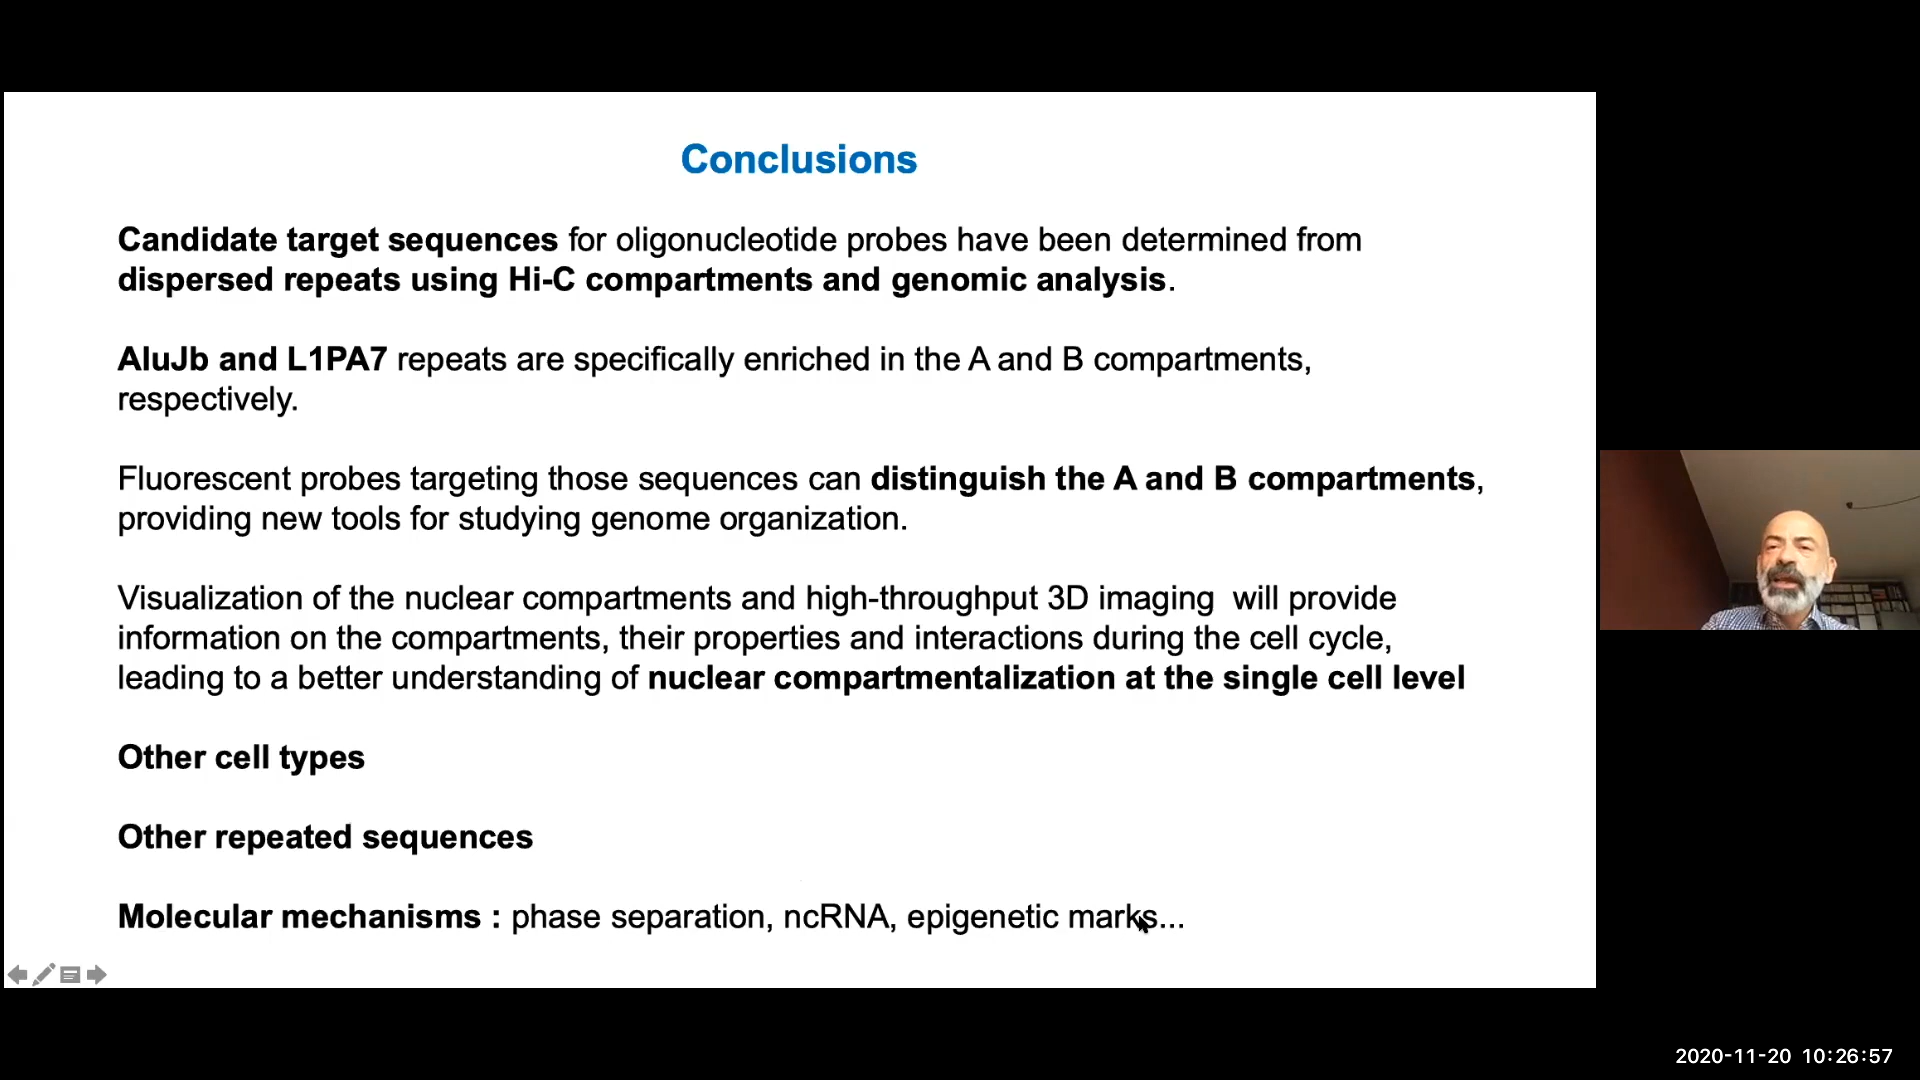 Conclusions
Candidate target sequences for oligonucleotide probes have been determined from
dispersed repeats using Hi-C compartments and genomic analysis.
AluJb and L1PA7 repeats are specifically enriched in the A and B compartments,
respectively.
Fluorescent probes targeting those sequences can distinguish the A and B compartments,
providing new tools for studying genome organization.
Visualization of the nuclear compartments and high-throughput 3D imaging  will provide
information on the compartments, their properties and interactions during the cell cycle,
leading to a better understanding of nuclear compartmentalization at the single cell level
Other cell types
Other repeated sequences
Molecular mechanisms : phase separation, ncRNA, epigenetic marks...
2020-11-20 10:26:57